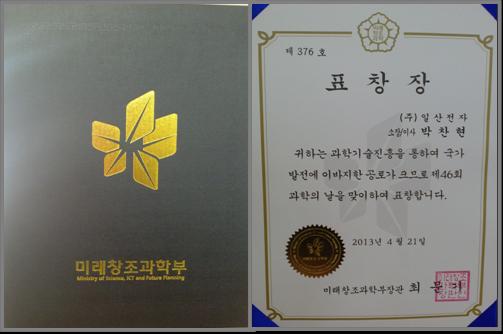 미래창조과학부
Ministry of Science, ICT and Future Planning
제 376 호
표 창 장
(주) 일산전자
소장/이사 박 찬 현
귀하는 과학기술진흥을 통하여 국가
발전에 이바지한 공로가 크므로 제46회
과학의 날을 맞이하여 표창합니다.
2013년 4 월 21일
미래창조과학부장관 최 문 기